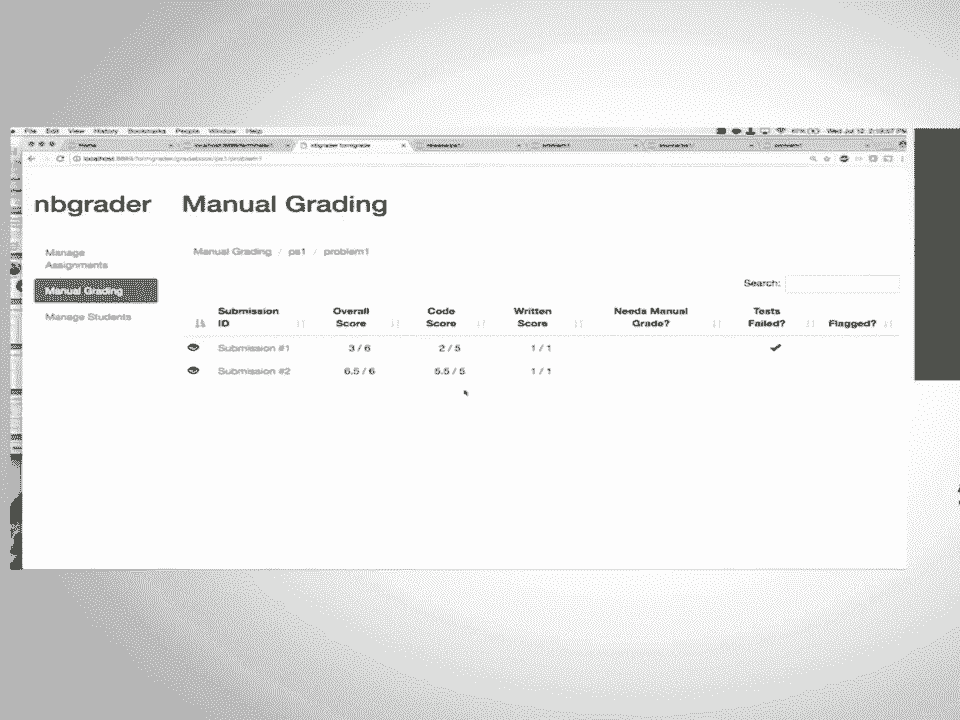 File Edit View History Bookmarks People Window Help
Home
nbgrader formgrade
nbgrader Manual Grading
Manage Assignments
Manual Grading
Manage Students
Manual Grading / ps1 / problem1
Search:
Submission ID Overall Score Code Score Written Score Needs Manual Grade? Tests Failed? Flagged?
Submission #1 3 / 6 2 / 5 1 / 1 ✔
Submission #2 6.5 / 6 5.5 / 5 1 / 1